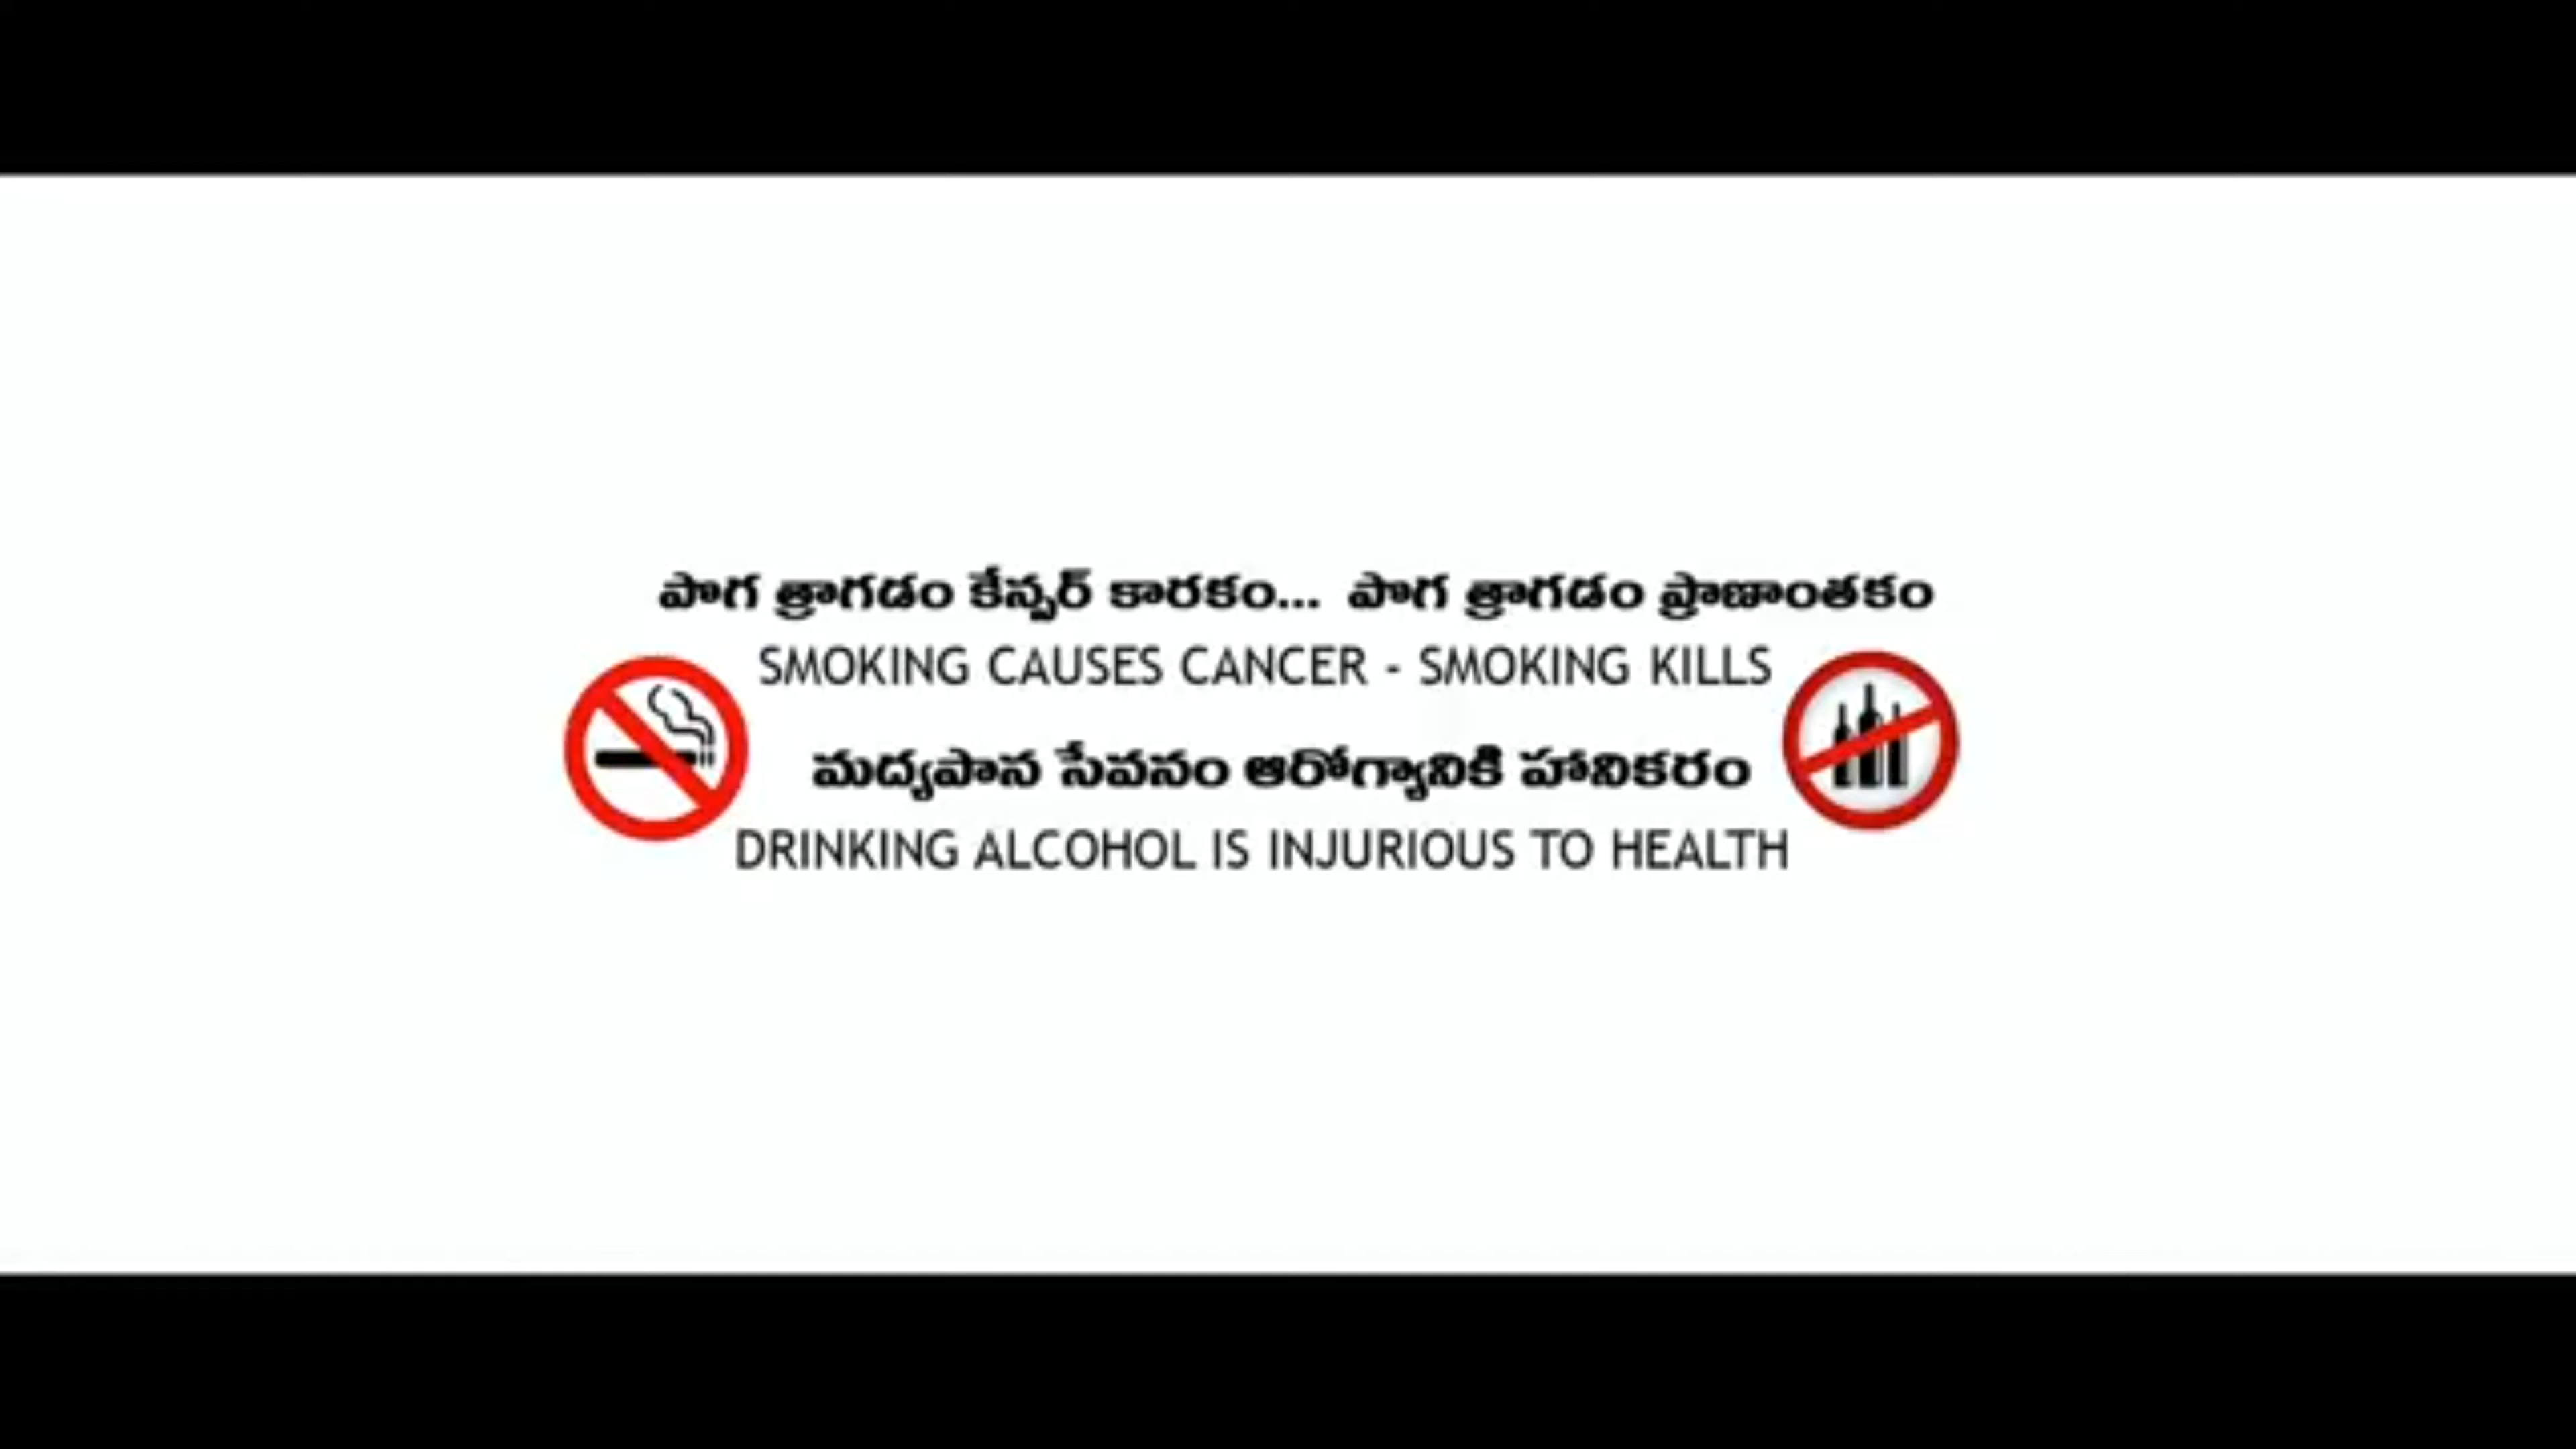 పొగ త్రాగడం కేన్సర్ కారకం... పొగ త్రాగడం ప్రాణాంతకం
SMOKING CAUSES CANCER - SMOKING KILLS
మద్యపాన సేవనం ఆరోగ్యానికి హానికరం
DRINKING ALCOHOL IS INJURIOUS TO HEALTH